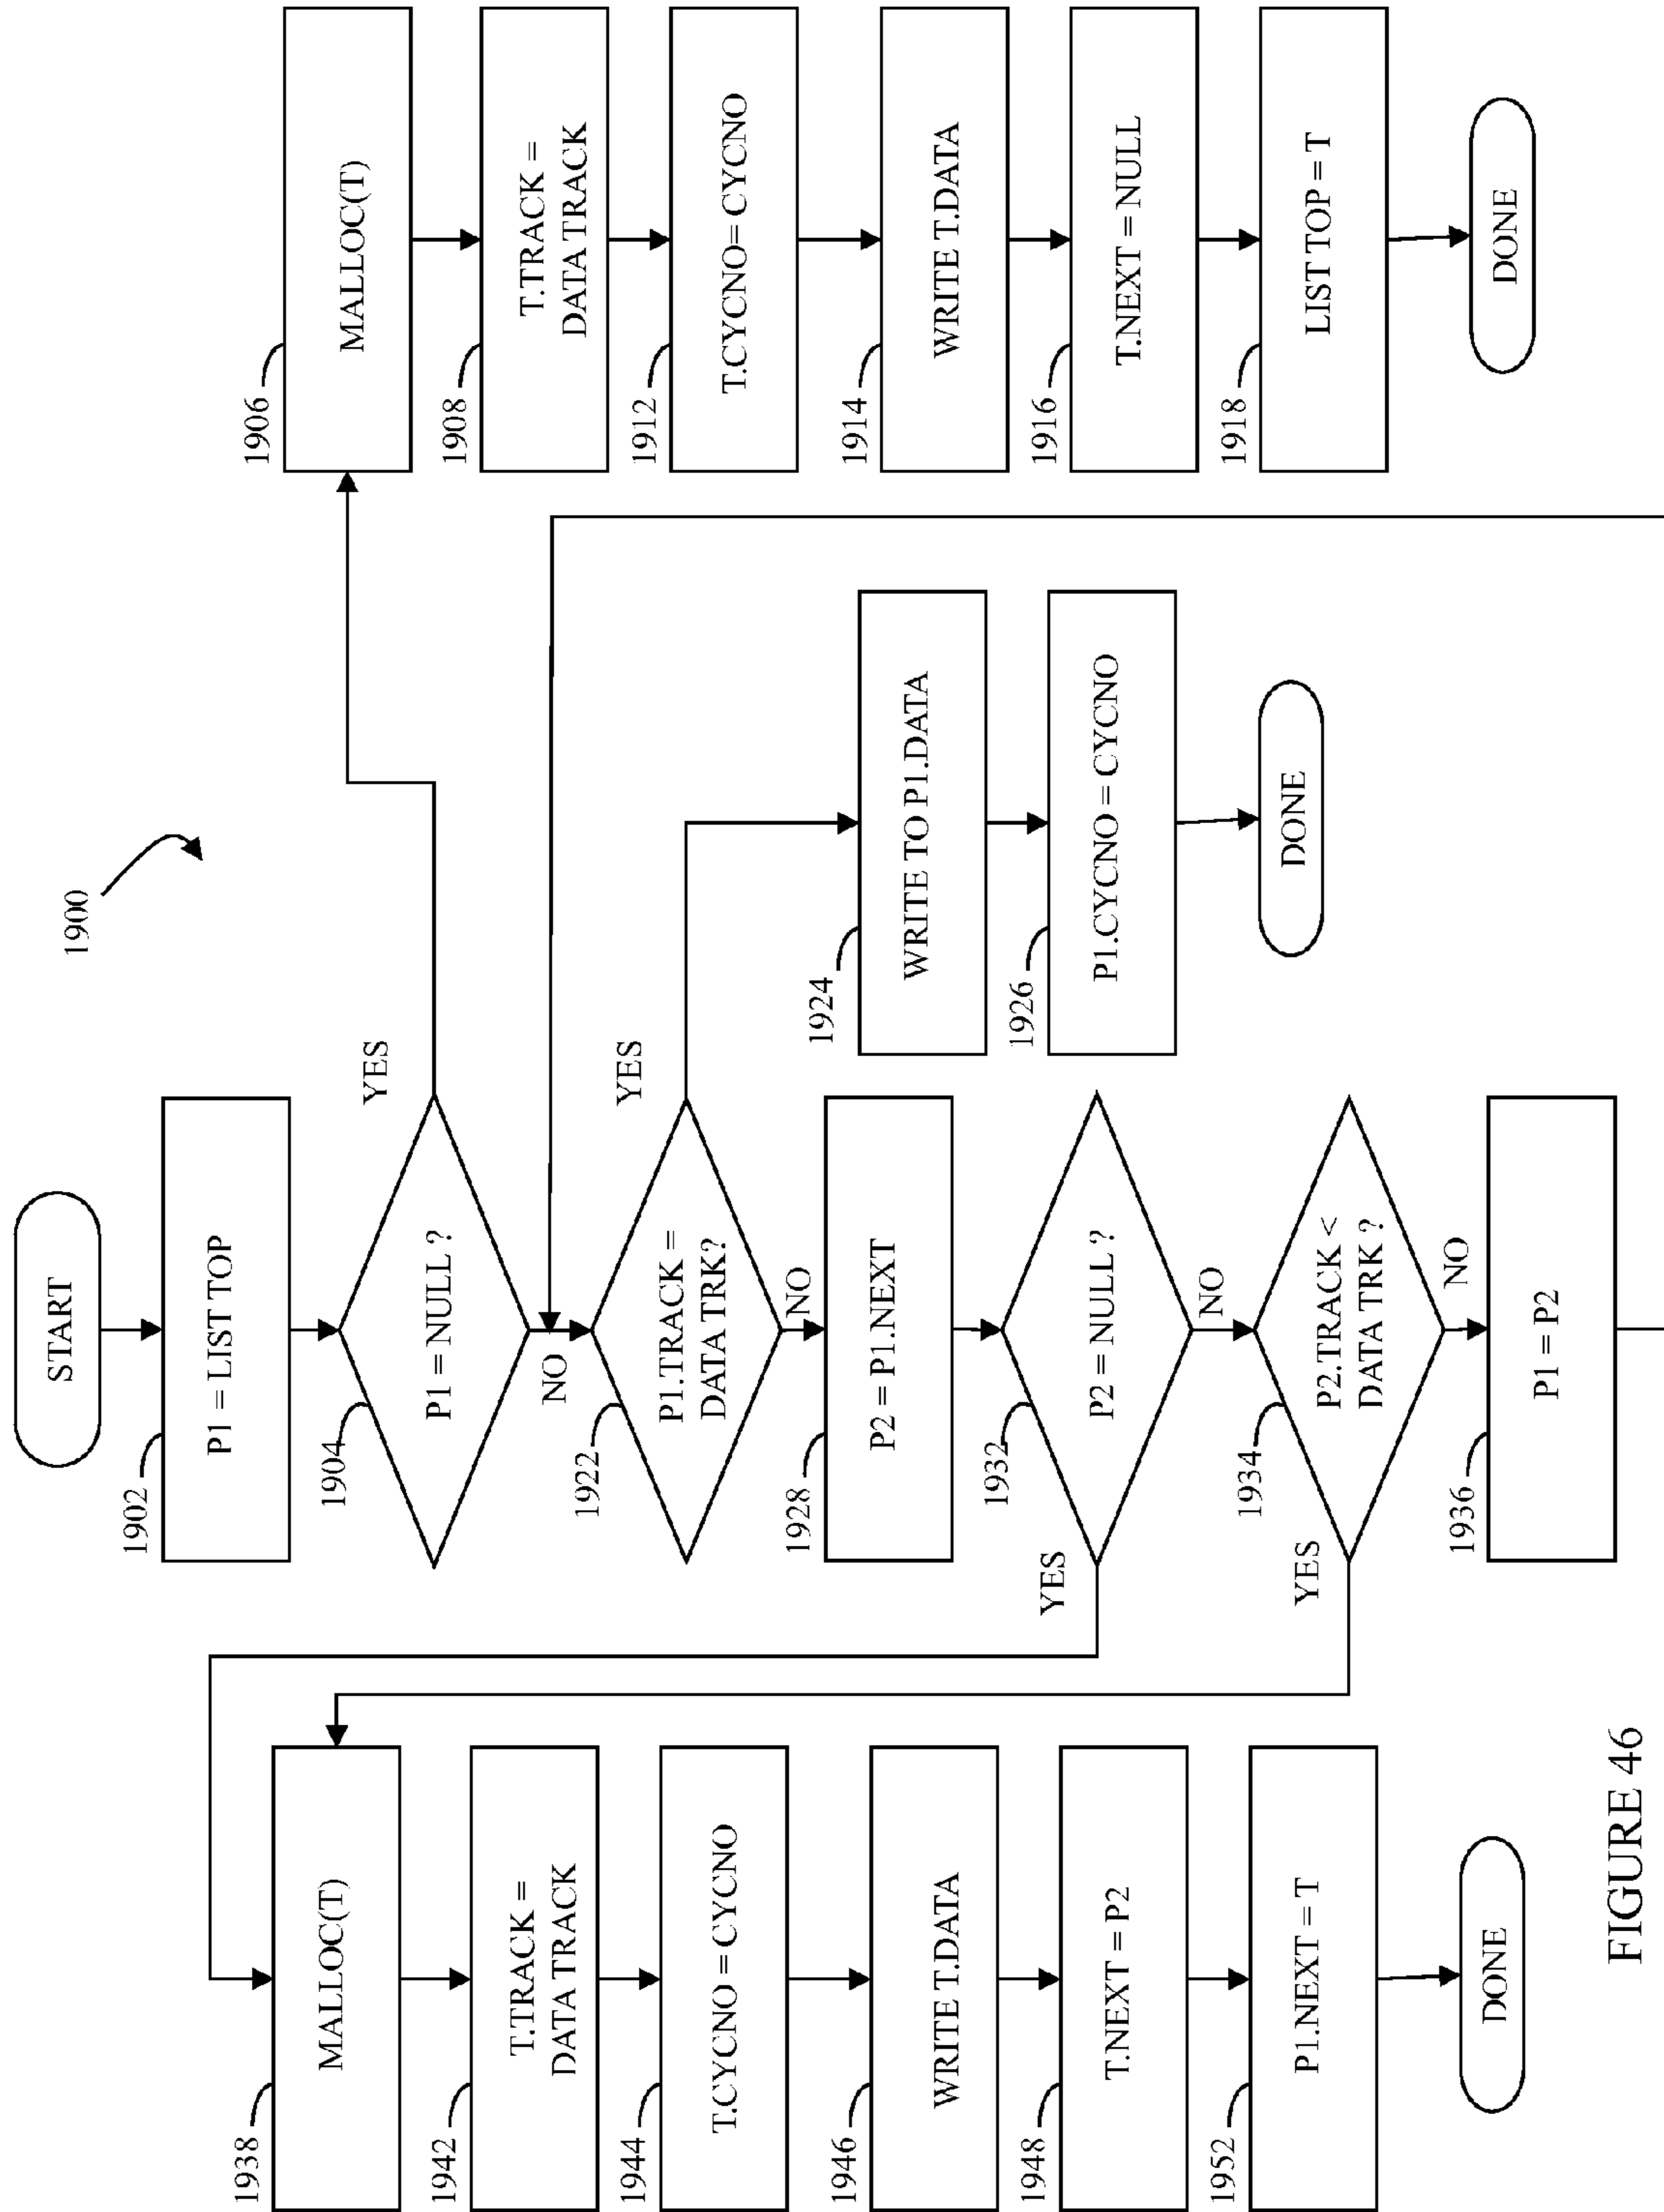 1900
START
1902
P1 = LIST TOP
1904
P1 = NULL ?
YES
NO
1906
MALLOC(T)
1908
T.TRACK =
DATA TRACK
1912
T.CYCNO= CYCNO
1914
WRITE T.DATA
1916
T.NEXT = NULL
1918
LIST TOP = T
DONE
1922
P1.TRACK =
DATA TRK?
YES
NO
1924
WRITE TO P1.DATA
1926
P1.CYCNO = CYCNO
DONE
1928
P2 = P1.NEXT
1932
P2 = NULL ?
YES
NO
1934
P2.TRACK <
DATA TRK ?
YES
NO
1936
P1 = P2
1938
MALLOC(T)
1942
T.TRACK =
DATA TRACK
1944
T.CYCNO = CYCNO
1946
WRITE T.DATA
1948
T.NEXT = P2
1952
P1.NEXT = T
DONE
FIGURE 46